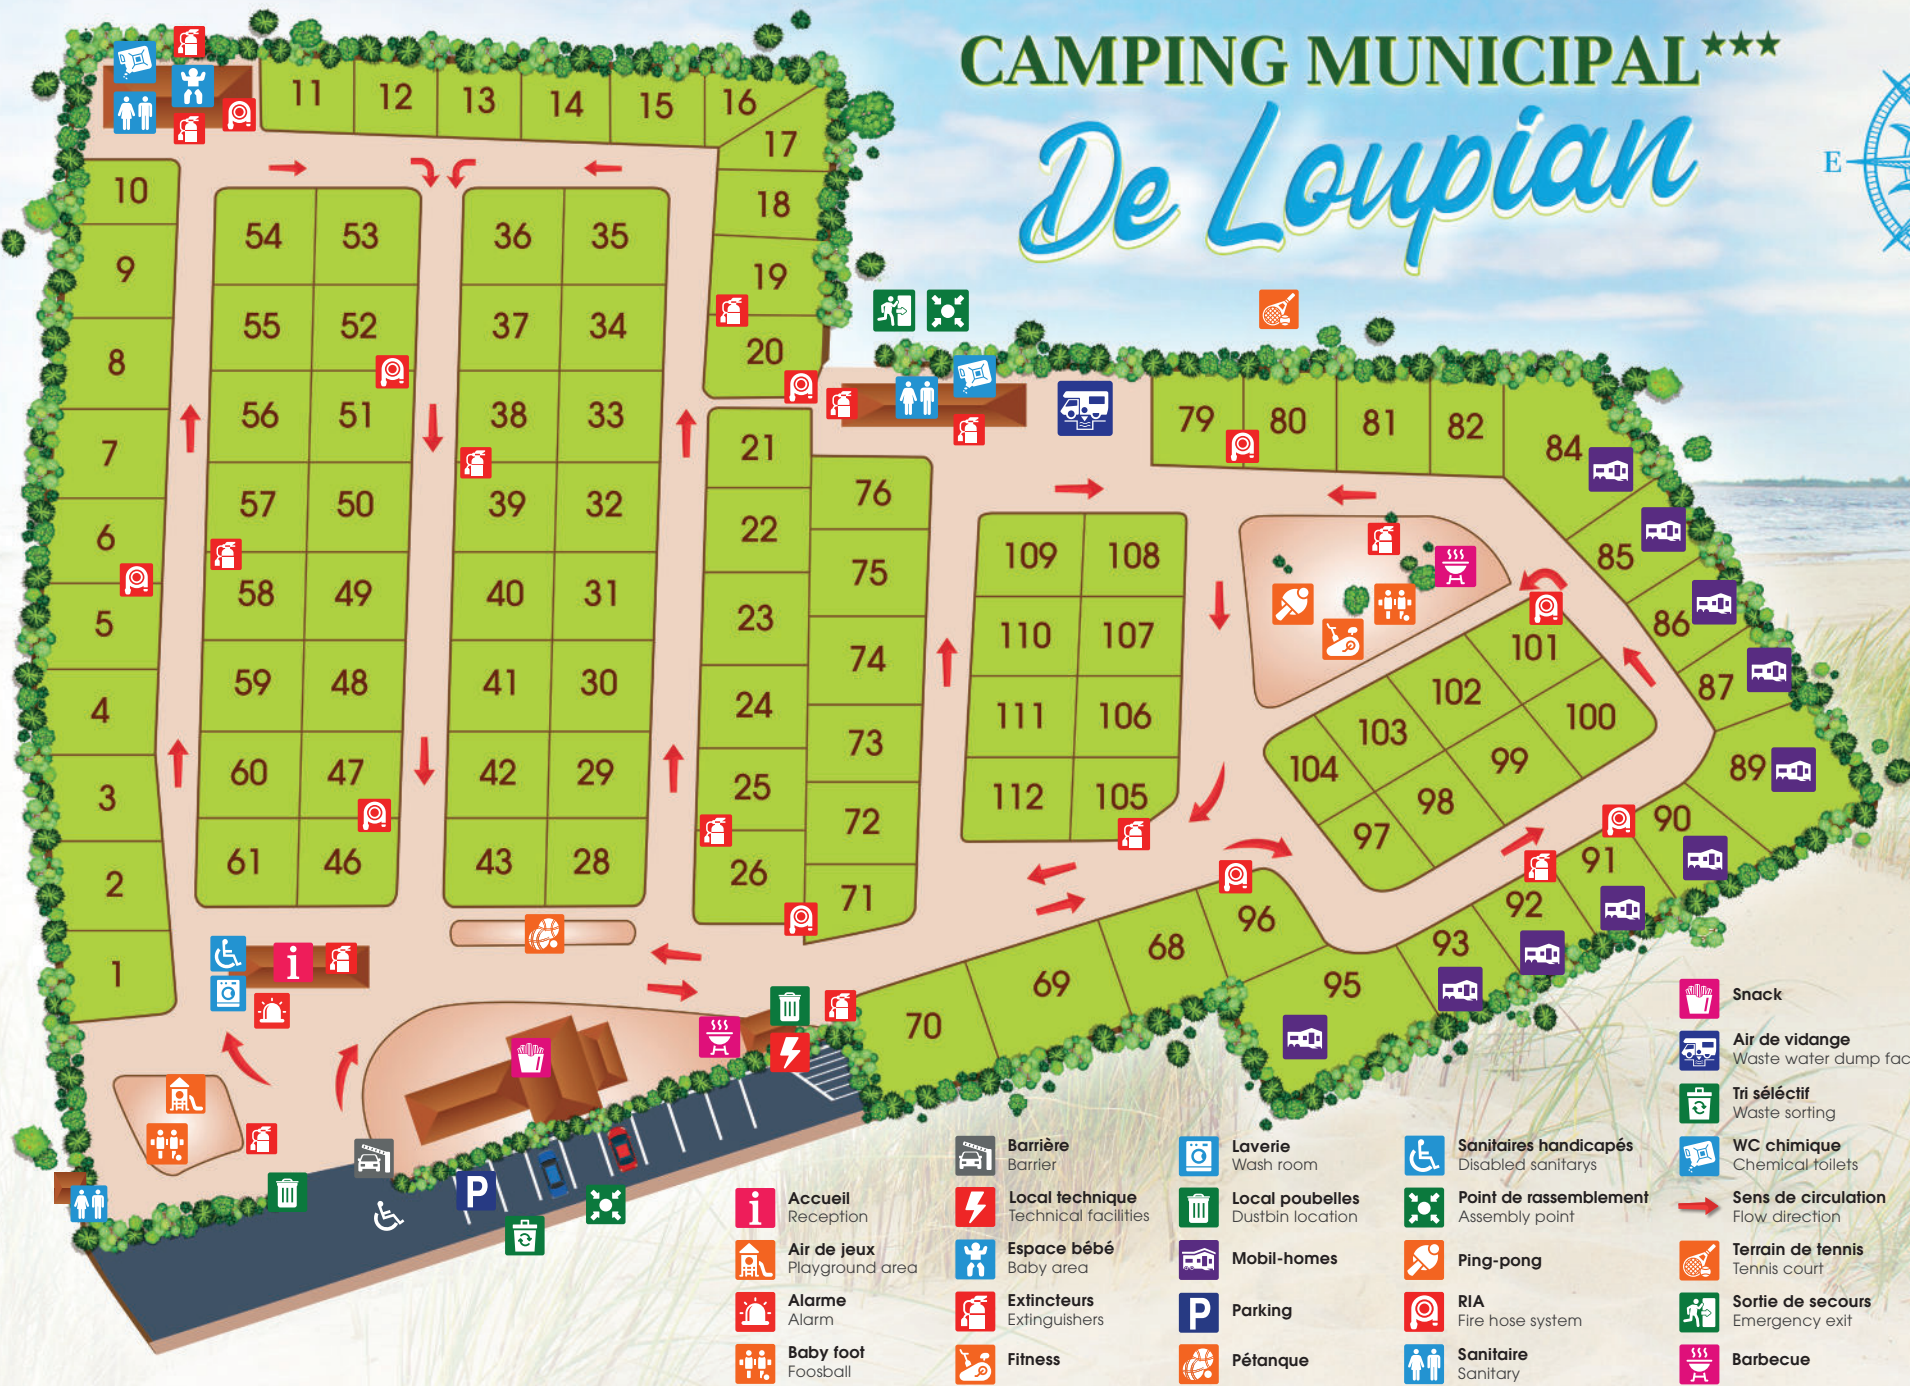 CAMPING MUNICIPAL***
De Loupian
E
11 12 13 14 15 16
17
10
18
54 53 36 35
9
19
55 52 37 34
20
8
56 51 38 33
79 80 81 82
84
7
21
76
57 50 39 32
22
6
109 108
85
75
58 49 40 31
5
23
110 107
86
101
74
59 48 41 30
4
24
111 106
102
87
100
103
73
60 47 42 29
3
25
112 105
104
99
89
98
72
90
97
61 46 43 28
2
26
71
91
92
96
68
93
1
i
69
95
70
P
Snack
Air de vidange
Waste water dump fac
Tri séléctif
Waste sorting
Barrière
Barrier
Laverie
Wash room
Sanitaires handicapés
Disabled sanitarys
WC chimique
Chemical toilets
i
Accueil
Reception
Local technique
Technical facilities
Local poubelles
Dustbin location
Point de rassemblement
Assembly point
Sens de circulation
Flow direction
Air de jeux
Playground area
Espace bébé
Baby area
Mobil-homes
Ping-pong
Terrain de tennis
Tennis court
Alarme
Alarm
Extincteurs
Extinguishers
P
Parking
RIA
Fire hose system
Sortie de secours
Emergency exit
Baby foot
Foosball
Fitness
Pétanque
Sanitaire
Sanitary
Barbecue